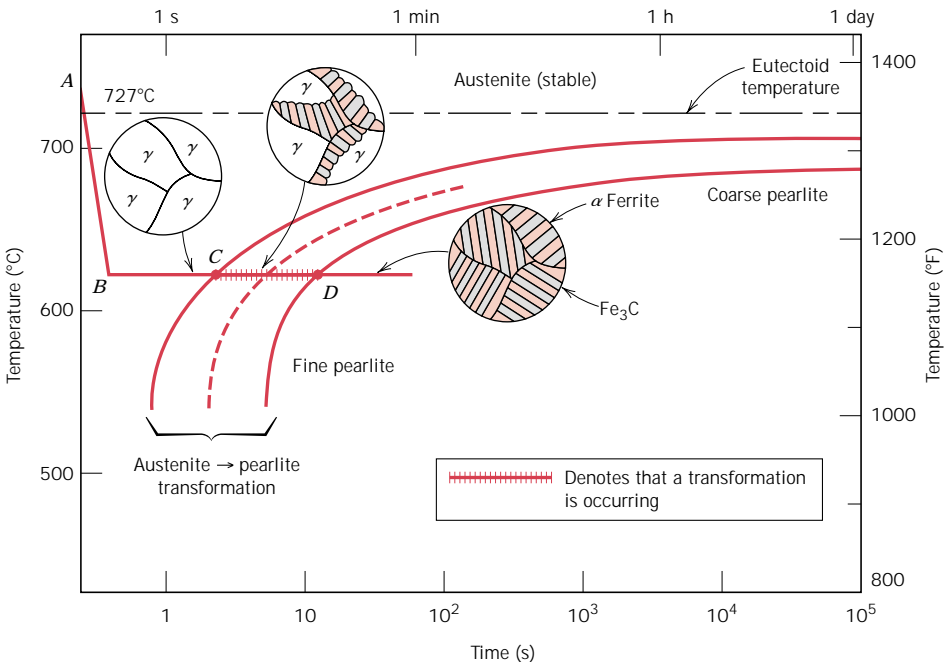 1 s
1 min
1 h
1 day
A
727°C
Austenite (stable)
Eutectoid
temperature
1400
700
γ
γ
γ
γ
γ
γ
γ
Coarse pearlite
α Ferrite
1200
C
B
D
Fe3C
600
Fine pearlite
Temperature (°C)
Temperature (°F)
1000
Austenite → pearlite
transformation
500
Denotes that a transformation
is occurring
800
1
10
10²
10³
10⁴
10⁵
Time (s)